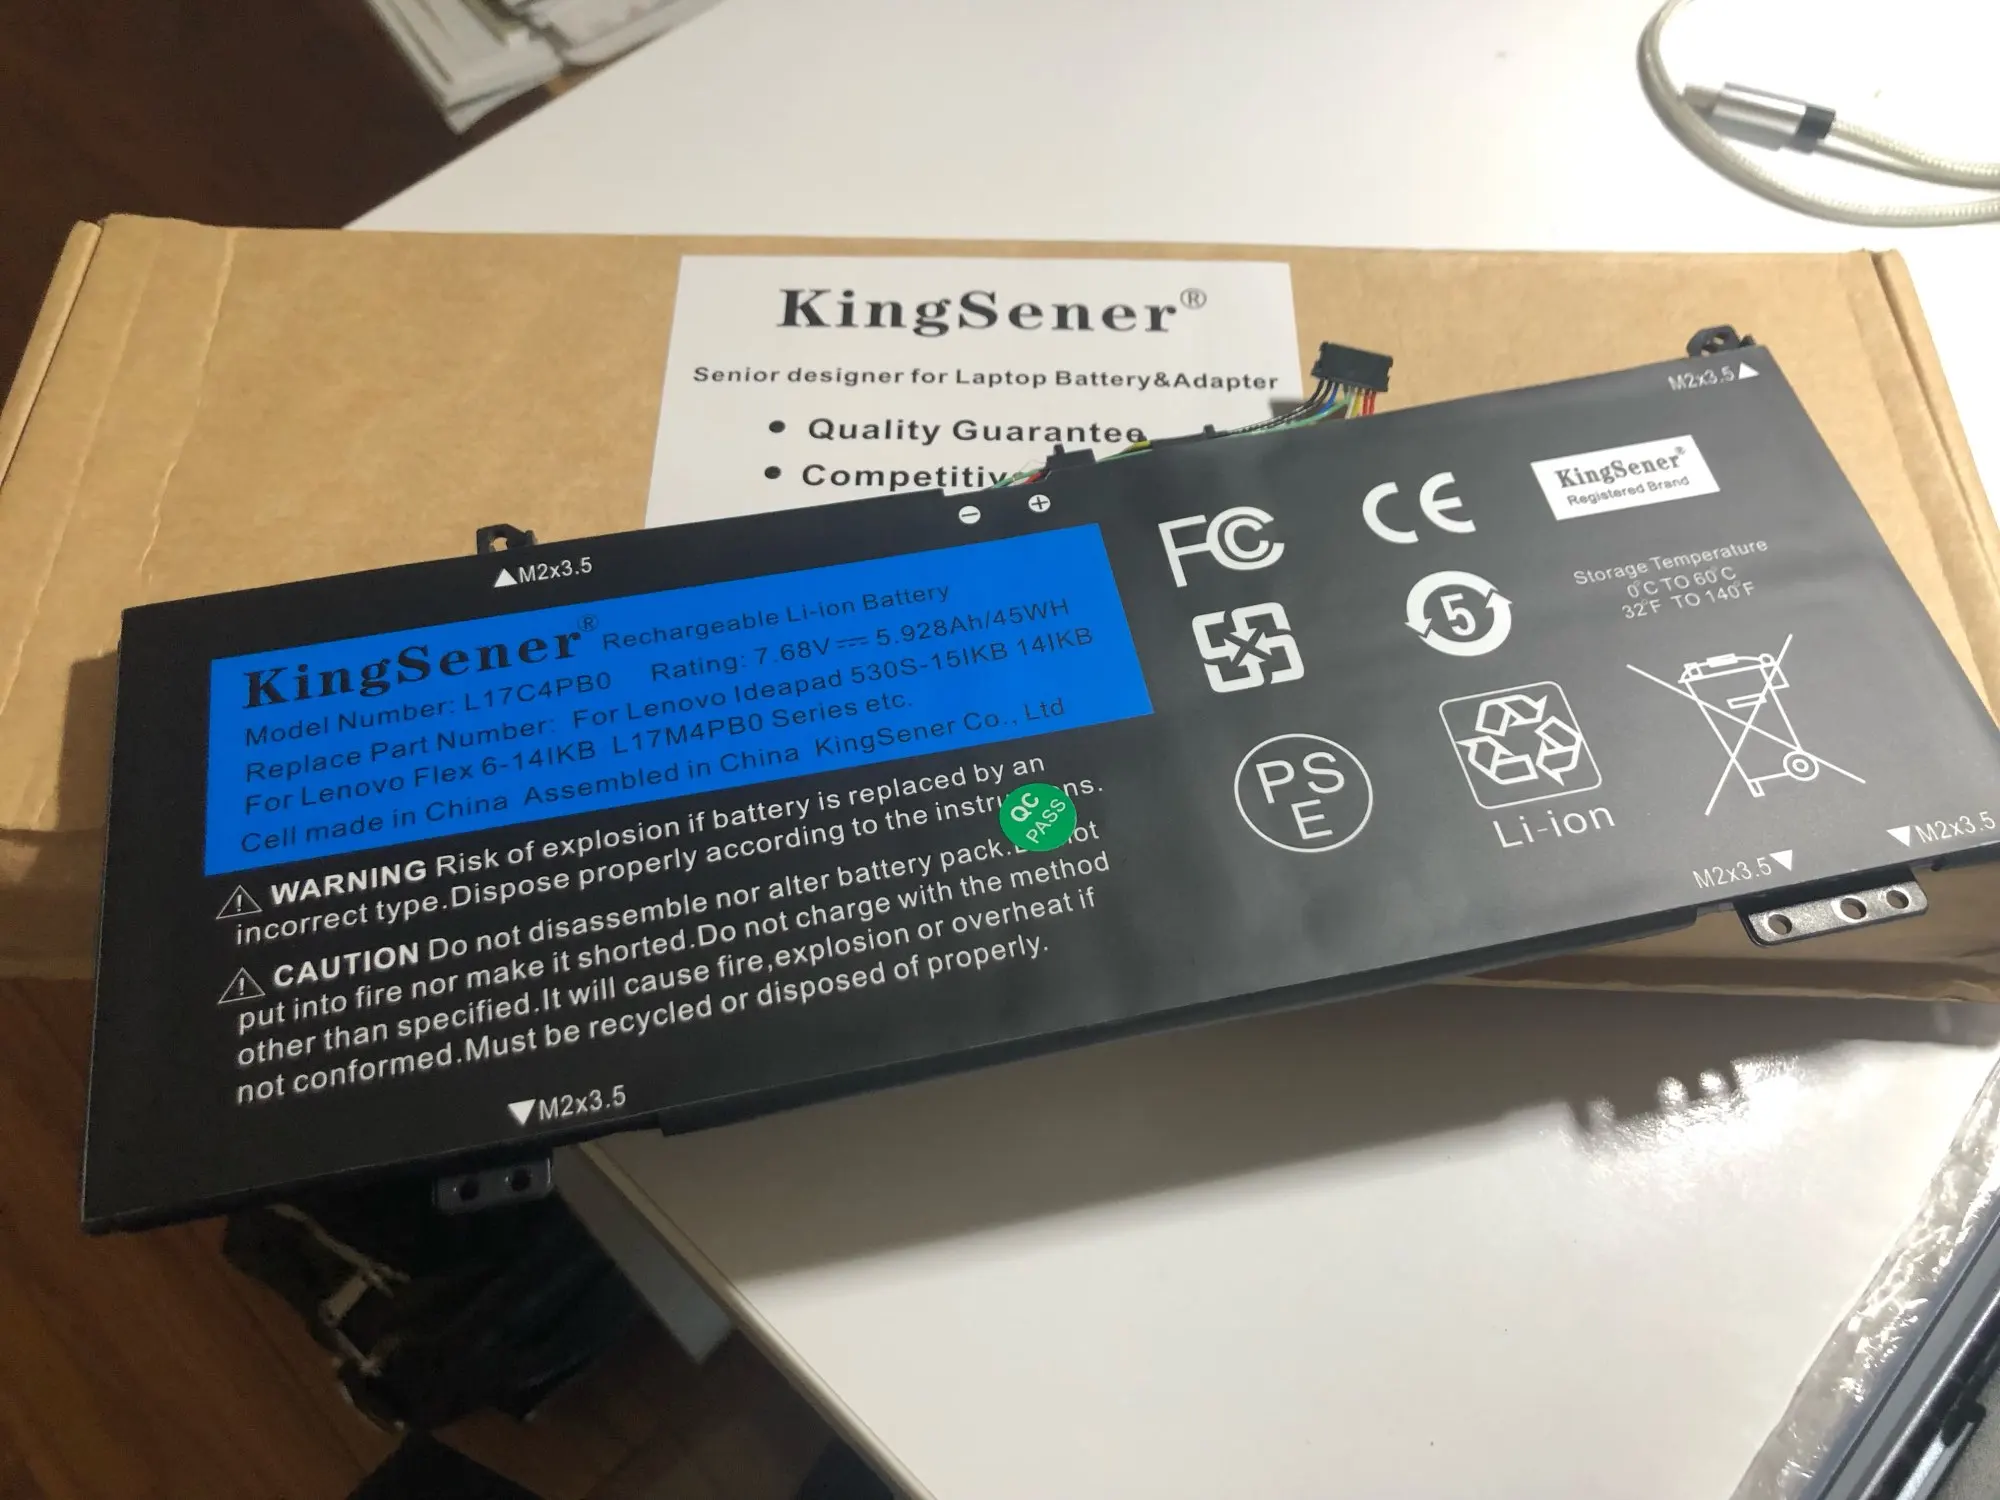 KingSener®
Senior designer for Laptop Battery&Adapter
• Quality Guarantee
• Competitiv
M2x3.5
M2x3.5
KingSener® Rechargeable Li-ion Battery
Model Number: L17C4PB0 Rating: 7.68V⎓5.928Ah/45WH
Replace Part Number: For Lenovo Ideapad 530S-15IKB 14IKB
For Lenovo Flex 6-14IKB L17M4PB0 Series etc.
Cell made in China Assembled in China KingSener Co., Ltd
WARNING Risk of explosion if battery is replaced by an
incorrect type.Dispose properly according to the instru ns.
CAUTION Do not disassemble nor alter battery pack. ot
put into fire nor make it shorted.Do not charge with the method
other than specified.It will cause fire,explosion or overheat if
not conformed.Must be recycled or disposed of properly.
QC
PASS
M2x3.5
FC
CE
KingSener®
Registered Brand
Storage Temperature
0°C TO 60°C
32°F TO 140°F
5
PS
E
Li-ion
M2x3.5
M2x3.5